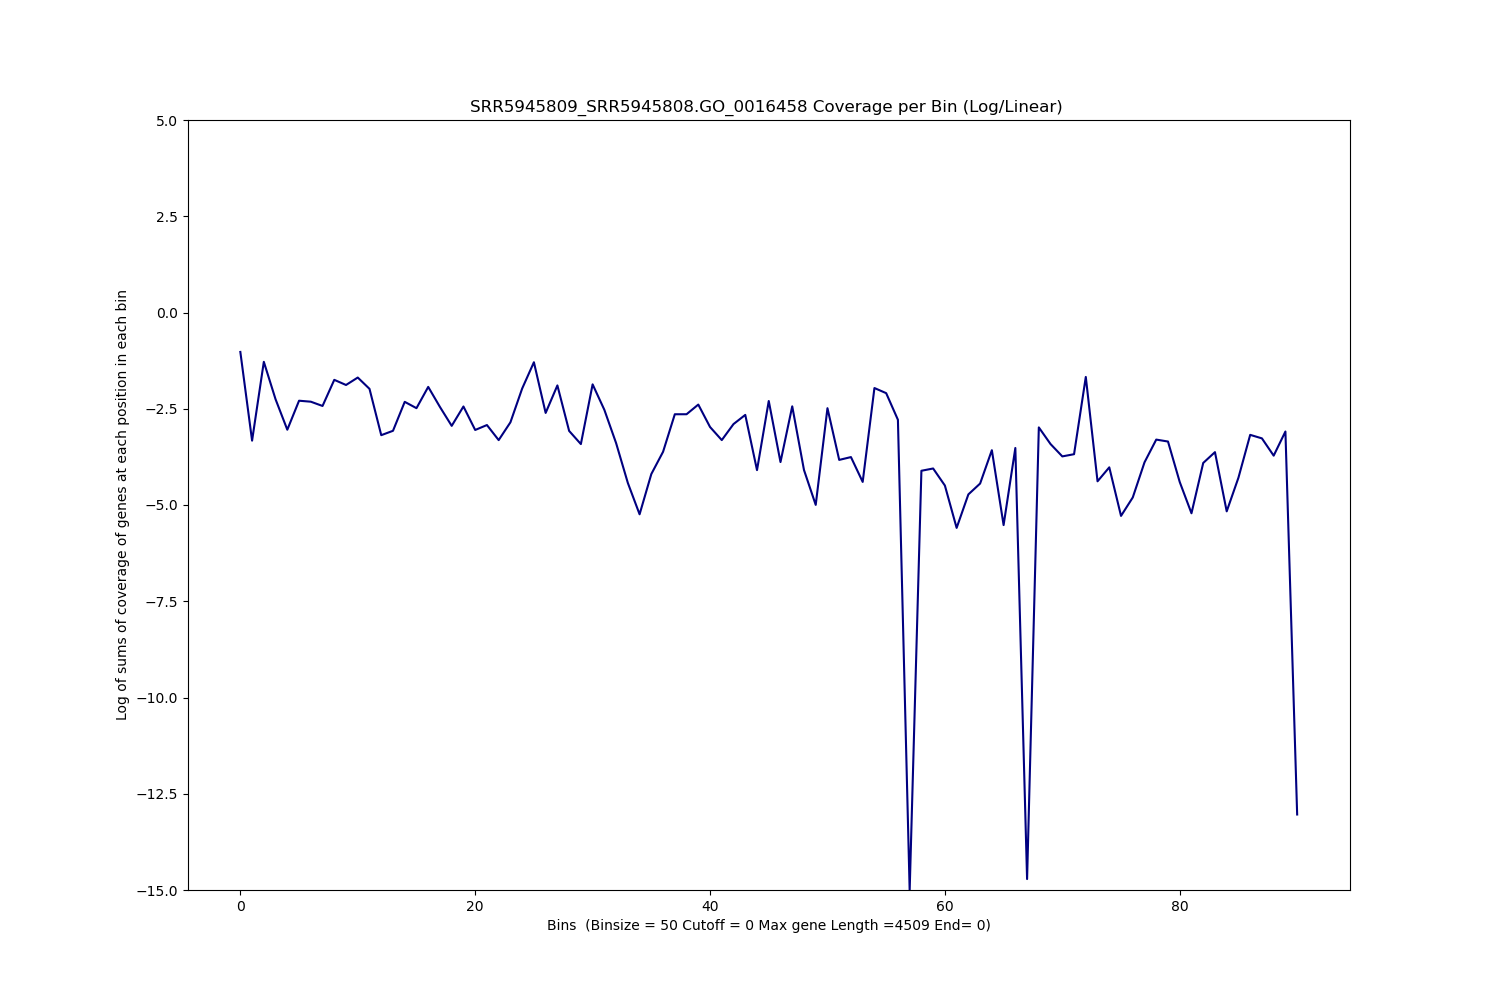 SRR5945809_SRR5945808.GO_0016458 Coverage per Bin (Log/Linear)
5.0
2.5
0.0
−2.5
−5.0
−7.5
−10.0
−12.5
−15.0
Log of sums of coverage of genes at each position in each bin
0 20 40 60 80
Bins  (Binsize = 50 Cutoff = 0 Max gene Length =4509 End= 0)